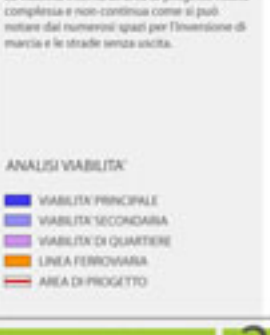 complessa e non continua come si può
notare dai numerosi spazi per l'inversione di
marcia e le strade senza uscita.
ANALISI VIABILITA'
VIABILITA' PRINCIPALE
VIABILITA' SECONDARIA
VIABILITA' DI QUARTIERE
LINEA FERROVIARIA
AREA DI PROGETTO